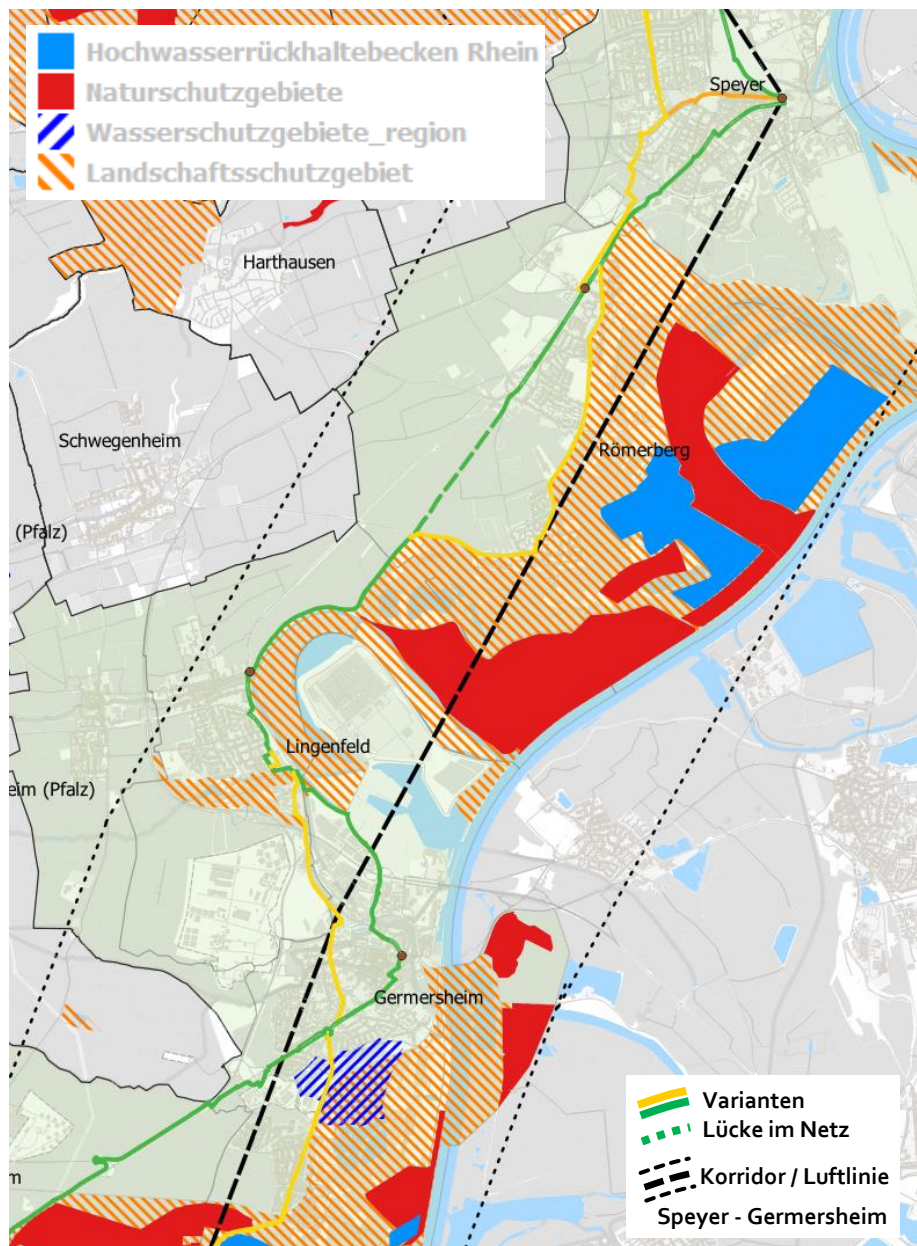 Hochwasserrückhaltebecken Rhein
Naturschutzgebiete
Wasserschutzgebiete_region
Landschaftsschutzgebiet
Speyer
Harthausen
Schwegenheim
Römerberg
(Pfalz)
Lingenfeld
eim (Pfalz)
Germersheim
m
Varianten
Lücke im Netz
Korridor / Luftlinie
Speyer - Germersheim